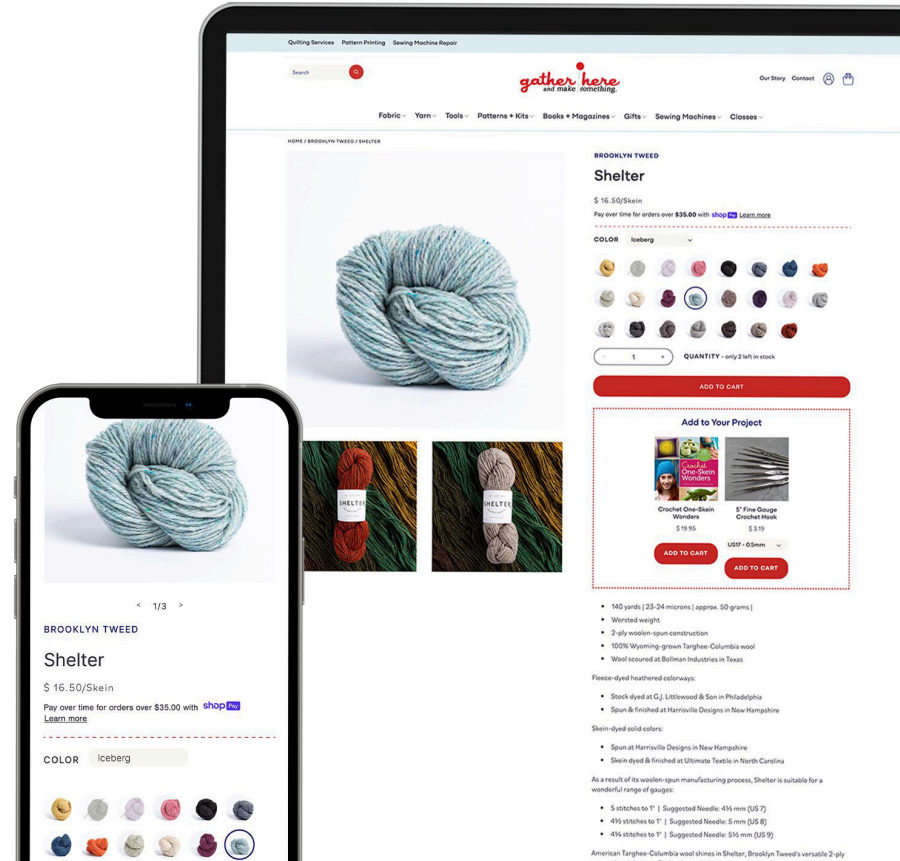 Quilting Services Pattern Printing Sewing Machine Repair
Search
gather here
and make something.
Our Story Contact
Fabric Yarn Tools Patterns + Kits Books + Magazines Gifts Sewing Machines Classes
HOME / BROOKLYN TWEED / SHELTER
BROOKLYN TWEED
Shelter
$ 16.50/Skein
Pay over time for orders over $35.00 with shop Pay Learn more
COLOR Iceberg
- 1 + QUANTITY - only 2 left in stock
ADD TO CART
Add to Your Project
Crochet
One-Skein
Wonders
Crochet One-Skein
Wonders
$ 19.95
ADD TO CART
5" Fine Gauge
Crochet Hook
$ 3.19
US17 - 0.5mm
ADD TO CART
SHELTER
SHELTER
• 140 yards | 23-24 microns | approx. 50 grams |
• Worsted weight
• 2-ply woolen-spun construction
• 100% Wyoming-grown Targhee-Columbia wool
• Wool scoured at Bollman Industries in Texas
Fleece-dyed heathered colorways:
• Stock dyed at G.J. Littlewood & Son in Philadelphia
• Spun & finished at Harrisville Designs in New Hampshire
Skein-dyed solid colors:
• Spun at Harrisville Designs in New Hampshire
• Skein dyed & finished at Ultimate Textile in North Carolina
As a result of its woolen-spun manufacturing process, Shelter is suitable for a
wonderful range of gauges:
• 5 stitches to 1" | Suggested Needle: 4½ mm (US 7)
• 4½ stitches to 1" | Suggested Needle: 5 mm (US 8)
• 4¼ stitches to 1" | Suggested Needle: 5½ mm (US 9)
American Targhee-Columbia wool shines in Shelter, Brooklyn Tweed's versatile 2-ply
< 1/3 >
BROOKLYN TWEED
Shelter
$ 16.50/Skein
Pay over time for orders over $35.00 with shop Pay
Learn more
COLOR Iceberg